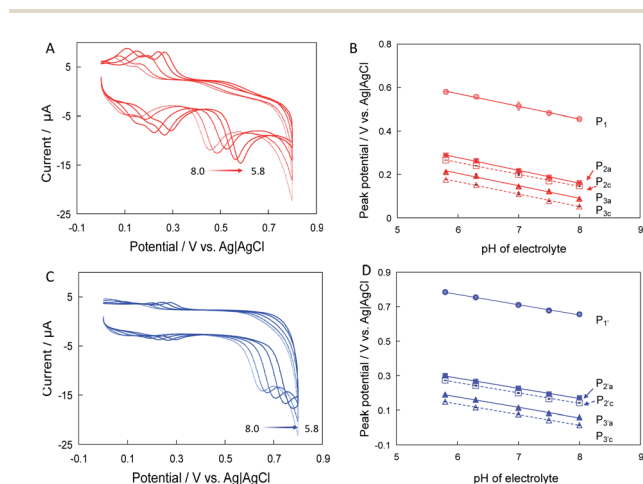 A
5
-5
-15
-25
-0.1
0.1
0.3
0.5
0.7
0.9
Current / µA
Potential / V vs. Ag|AgCl
8.0
5.8
B
0.8
0.6
0.4
0.2
0
5
6
7
8
9
Peak potential / V vs. Ag|AgCl
pH of electrolyte
P1
P2a
P2c
P3a
P3c
C
5
-5
-15
-25
-0.1
0.1
0.3
0.5
0.7
0.9
Current / µA
Potential / V vs. Ag|AgCl
8.0
5.8
D
0.9
0.7
0.5
0.3
0.1
-0.1
5
6
7
8
9
Peak potential / V vs. Ag|AgCl
pH of electrolyte
P1'
P2'a
P2'c
P3'a
P3'c